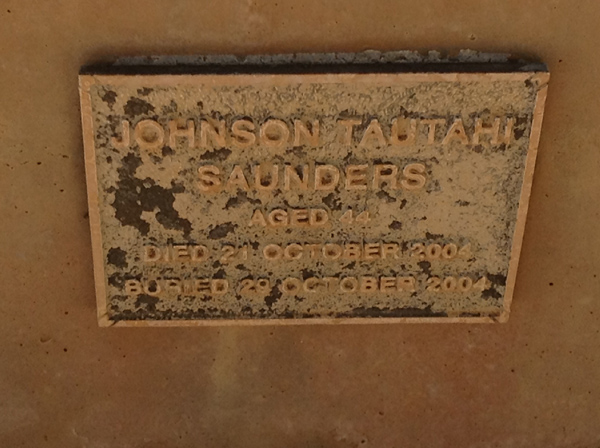 JOHNSON TAUTAHI
SAUNDERS
AGED 44
DIED 21 OCTOBER 2004
BURIED 29 OCTOBER 2004